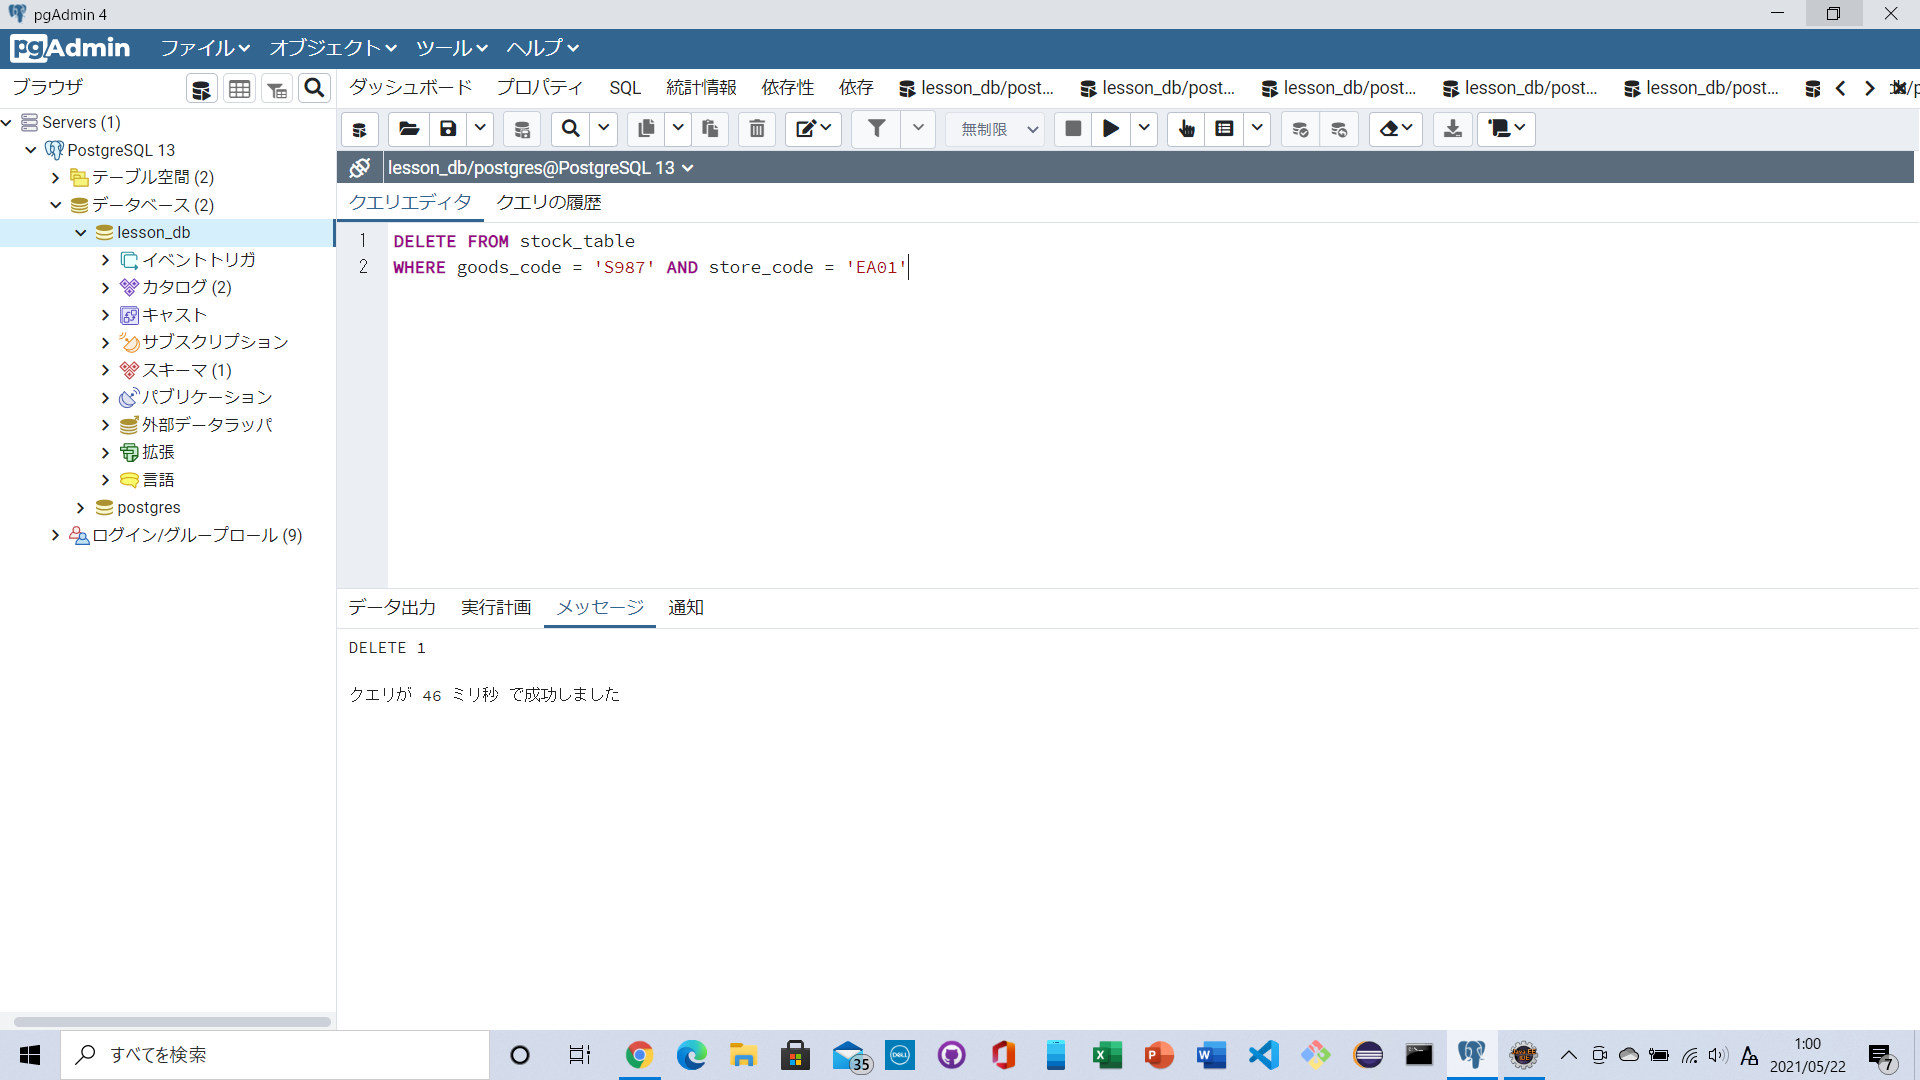 pgAdmin 4
pgAdmin ファイル オブジェクト ツール ヘルプ
ブラウザ
ダッシュボード プロパティ SQL 統計情報 依存性 依存 lesson_db/post... lesson_db/post... lesson_db/post... lesson_db/post... lesson_db/post...
無制限
lesson_db/postgres@PostgreSQL 13
クエリエディタ クエリの履歴
Servers (1)
PostgreSQL 13
テーブル空間 (2)
データベース (2)
lesson_db
イベントトリガ
カタログ (2)
キャスト
サブスクリプション
スキーマ (1)
パブリケーション
外部データラッパ
拡張
言語
postgres
ログイン/グループロール (9)
1 DELETE FROM stock_table
2 WHERE goods_code = 'S987' AND store_code = 'EA01'
データ出力 実行計画 メッセージ 通知
DELETE 1
クエリが 46 ミリ秒 で成功しました
すべてを検索
35
DELL
A
1:00
2021/05/22
7